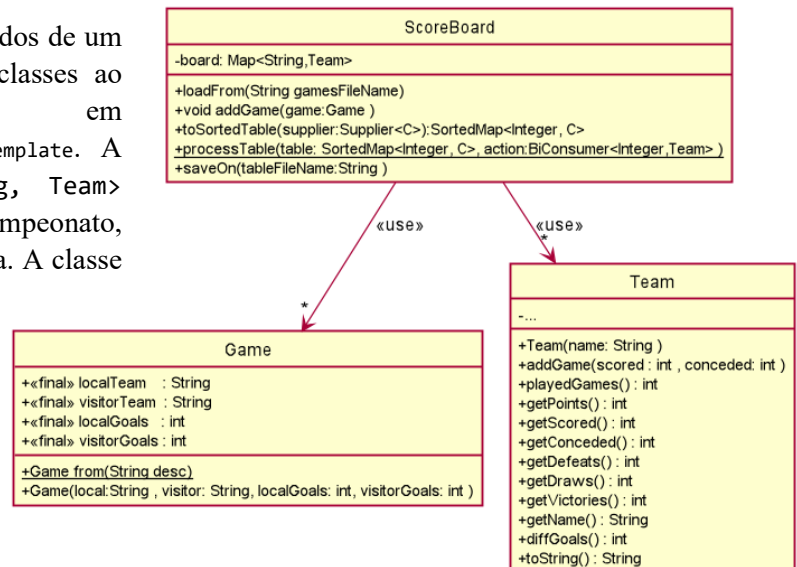 dos de um
classes ao
em
emplate. A
g, Team>
mpeonato,
a. A classe
ScoreBoard
-board: Map<String,Team>
+loadFrom(String gamesFileName)
+void addGame(game:Game )
+toSortedTable(supplier:Supplier<C>):SortedMap<Integer, C>
+processTable(table: SortedMap<Integer, C>, action:BiConsumer<Integer,Team> )
+saveOn(tableFileName:String )
«use»
«use»
*
*
Game
+«final» localTeam : String
+«final» visitorTeam : String
+«final» localGoals : int
+«final» visitorGoals : int
+Game from(String desc)
+Game(local:String , visitor: String, localGoals: int, visitorGoals: int )
Team
-...
+Team(name: String )
+addGame(scored : int , conceded: int )
+playedGames() : int
+getPoints() : int
+getScored() : int
+getConceded() : int
+getDefeats() : int
+getDraws() : int
+getVictories() : int
+getName() : String
+diffGoals() : int
+toString() : String